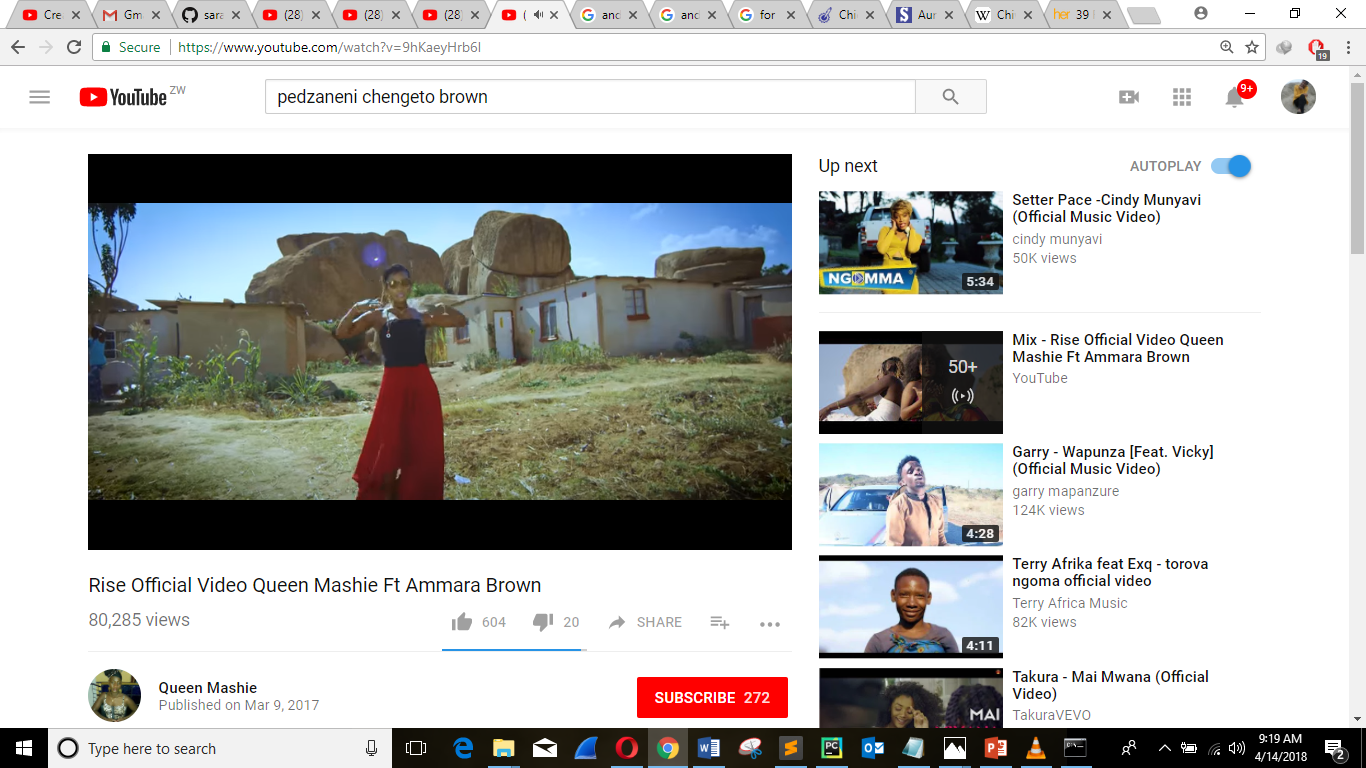 Cre
Gm
sara
(28)
(28)
(28)
(
and
and
for
Chi
Aur
W
Chi
her
39
Secure
https://www.youtube.com/watch?v=9hKaeyHrb6I
19
YouTube ZW
pedzaneni chengeto brown
9+
Up next
AUTOPLAY
Setter Pace -Cindy Munyavi
(Official Music Video)
cindy munyavi
50K views
NGOMMA
5:34
Mix - Rise Official Video Queen
Mashie Ft Ammara Brown
YouTube
50+
Garry - Wapunza [Feat. Vicky]
(Official Music Video)
garry mapanzure
124K views
4:28
Terry Afrika feat Exq - torova
ngoma official video
Terry Africa Music
82K views
4:11
Takura - Mai Mwana (Official
Video)
TakuraVEVO
MAI
Rise Official Video Queen Mashie Ft Ammara Brown
80,285 views
604
20
SHARE
Queen Mashie
Published on Mar 9, 2017
SUBSCRIBE 272
Type here to search
9:19 AM
4/14/2018
2